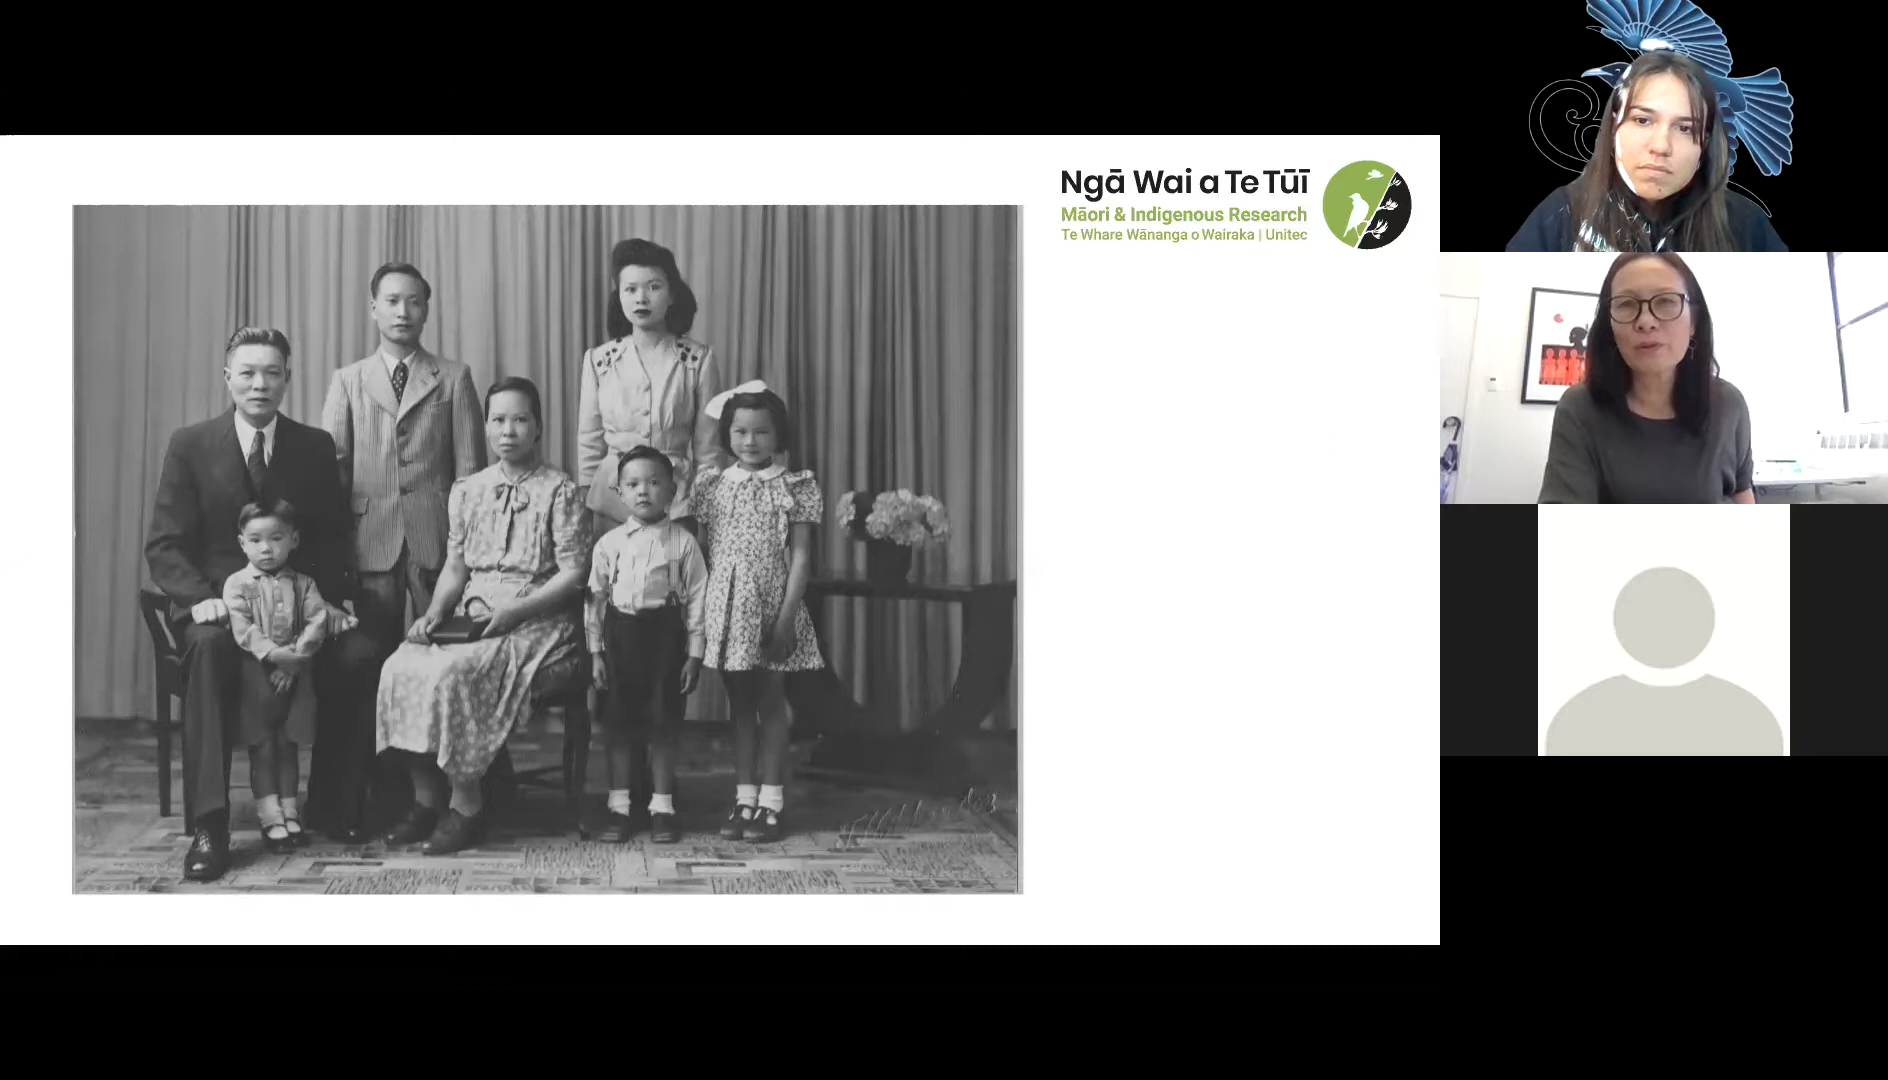 Ngā Wai a Te Tūī
Māori & Indigenous Research
Te Whare Wānanga o Wairaka | Unitec